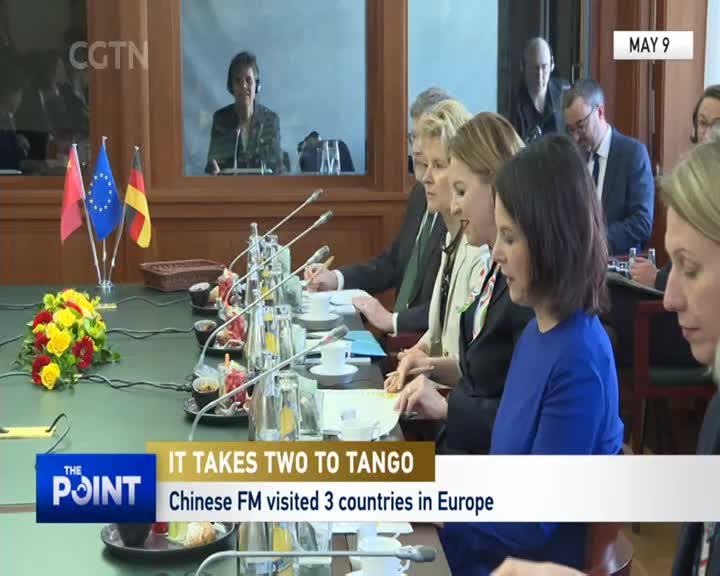 CGTN
MAY 9
IT TAKES TWO TO TANGO
THE
POINT
Chinese FM visited 3 countries in Europe